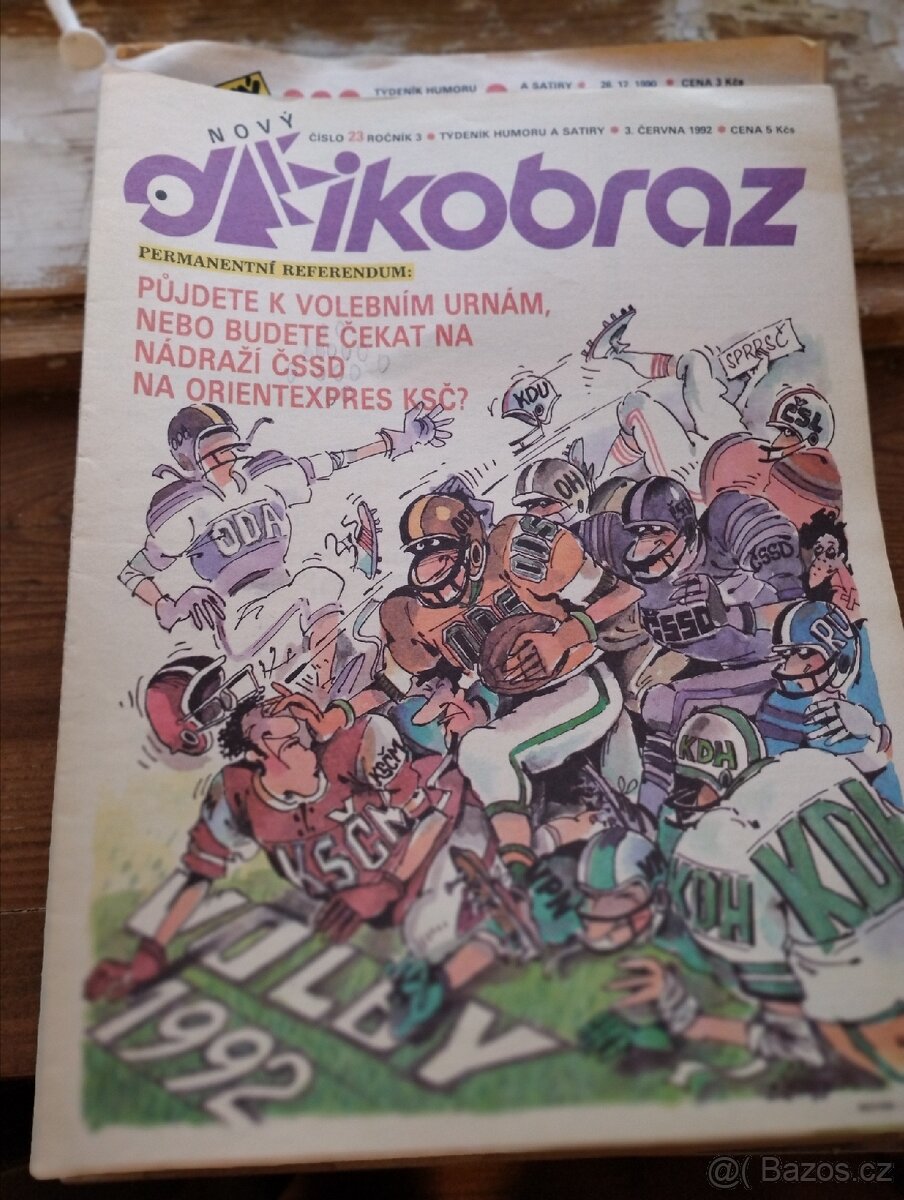 TÝDENÍK HUMORU A SATIRY 28. 12. 1990 CENA 3 Kčs
NOVÝ
ČÍSLO 23 ROČNÍK 3 • TÝDENÍK HUMORU A SATIRY • 3. ČERVNA 1992 • CENA 5 Kčs
dikobraz
PERMANENTNÍ REFERENDUM:
PŮJDETE K VOLEBNÍM URNÁM,
NEBO BUDETE ČEKAT NA
NÁDRAŽÍ ČSSD
NA ORIENTEXPRES KSČ?
SPRRSČ
KDU
ČSL
ODA
OH
ODS
ODS
ČSSD
ČSSD
KDH
KSČM
KSČM
KDH
KDH
VOLBY
1992
@( Bazos.cz